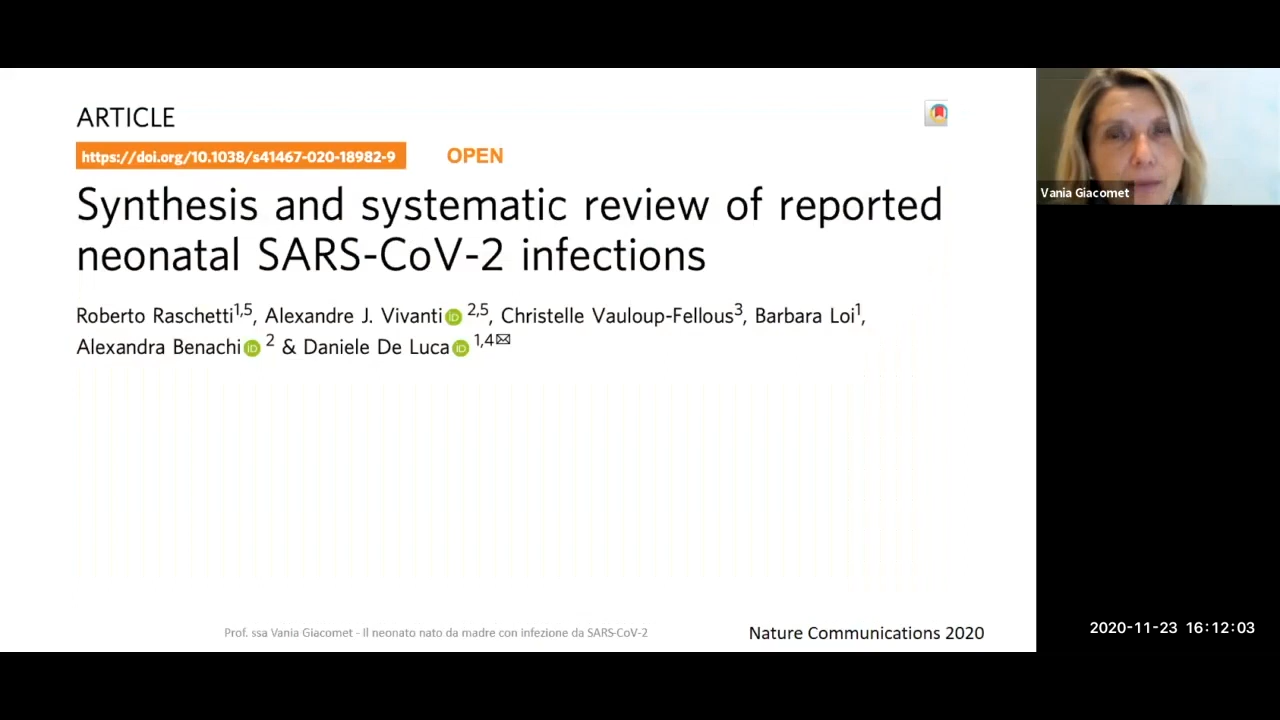 ARTICLE
https://doi.org/10.1038/s41467-020-18982-9 OPEN
Synthesis and systematic review of reported
neonatal SARS-CoV-2 infections
Roberto Raschetti1,5, Alexandre J. Vivanti iD 2,5, Christelle Vauloup-Fellous3, Barbara Loi1,
Alexandra Benachi iD 2 & Daniele De Luca iD 1,4✉
Prof. ssa Vania Giacomet - Il neonato nato da madre con infezione da SARS-CoV-2
Nature Communications 2020
Vania Giacomet
2020-11-23 16:12:03